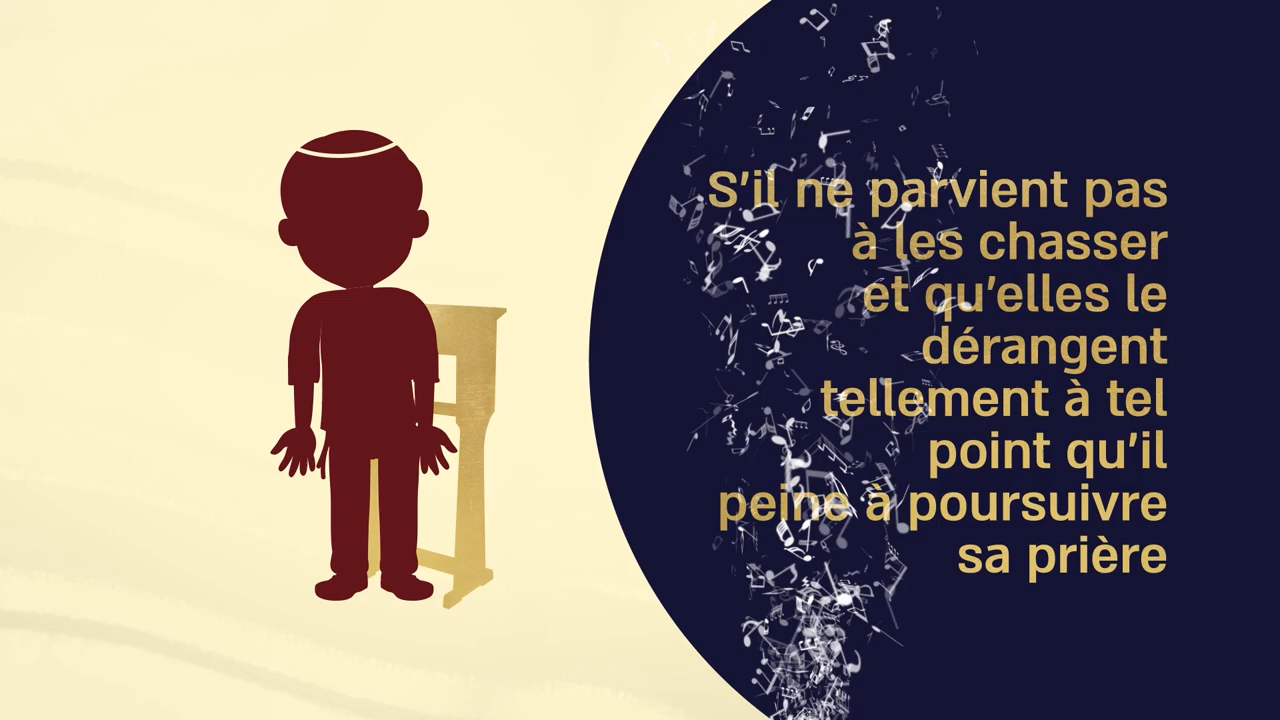 S'il ne parvient pas
à les chasser
et qu'elles le
dérangent
tellement à tel
point qu'il
peine à poursuivre
sa prière